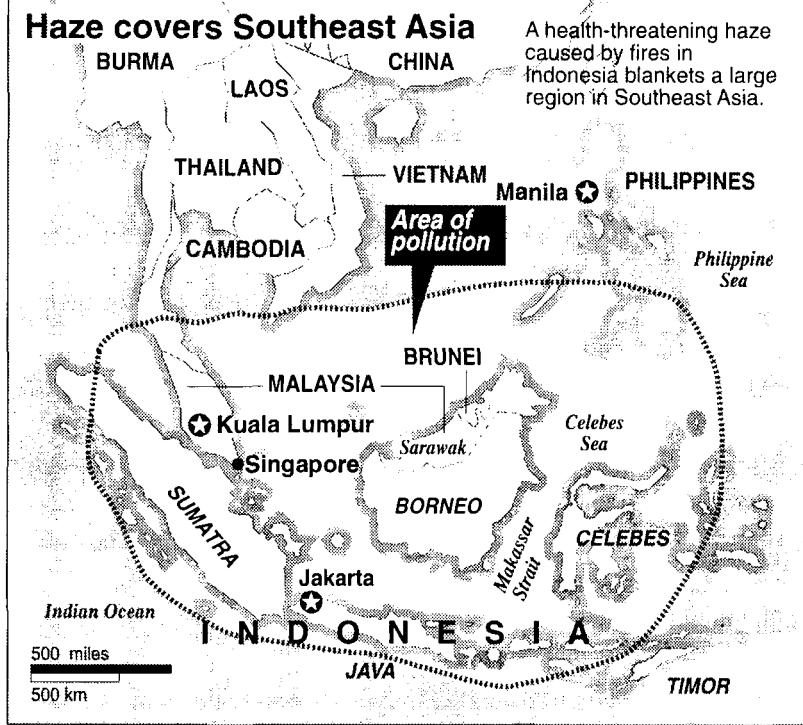 Haze covers Southeast Asia
A health-threatening haze
caused by fires in
Indonesia blankets a large
region in Southeast Asia.
BURMA
CHINA
LAOS
THAILAND
VIETNAM
Manila
PHILIPPINES
Area of
pollution
CAMBODIA
Philippine
Sea
BRUNEI
MALAYSIA
Kuala Lumpur
Celebes
Sea
Sarawak
Singapore
SUMATRA
BORNEO
Makassar
Strait
CELEBES
Jakarta
Indian Ocean
INDONESIA
500 miles
500 km
JAVA
TIMOR